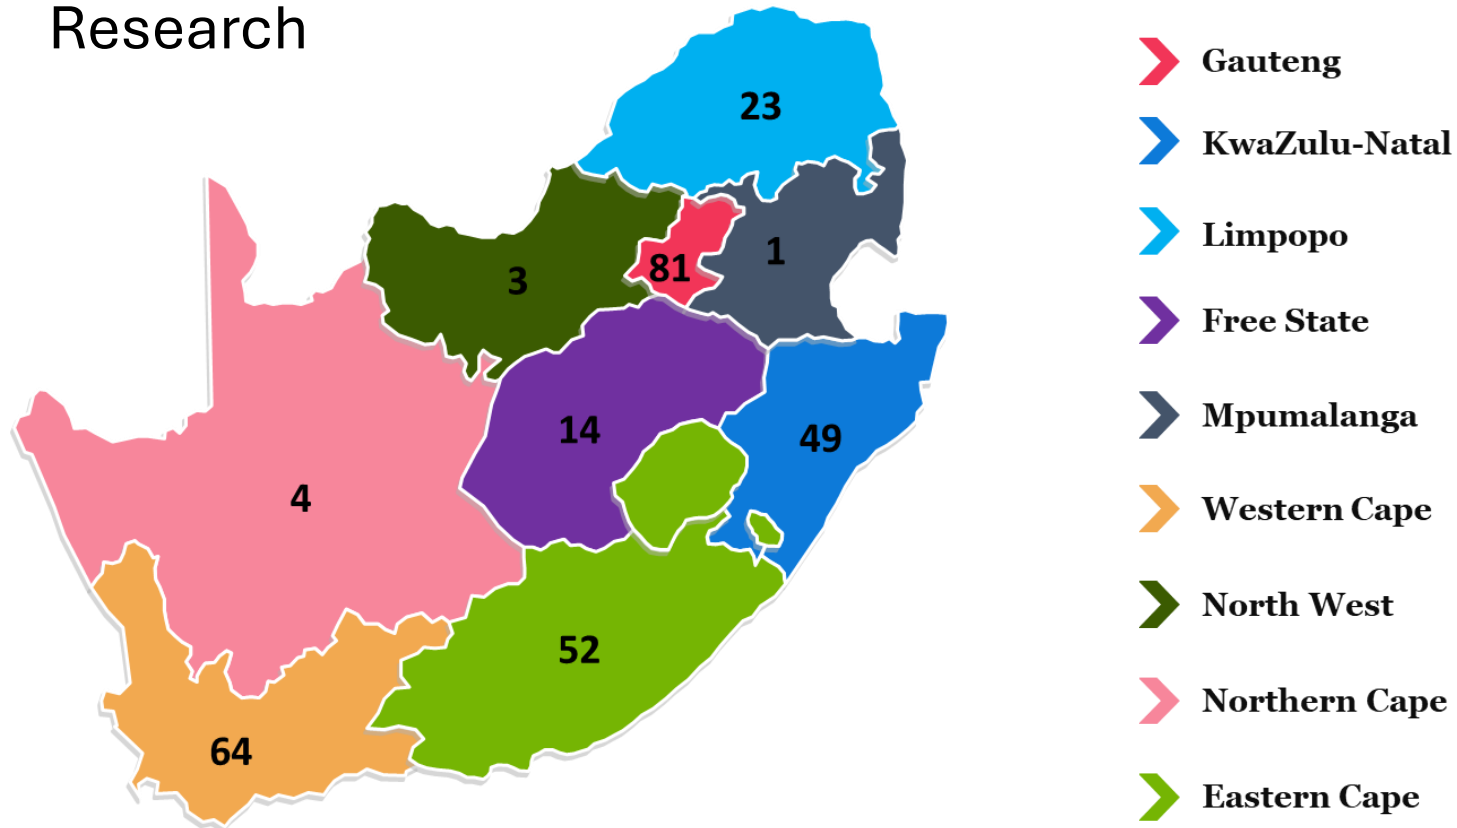 Research
23
3
81
1
14
49
4
52
64
Gauteng
KwaZulu-Natal
Limpopo
Free State
Mpumalanga
Western Cape
North West
Northern Cape
Eastern Cape